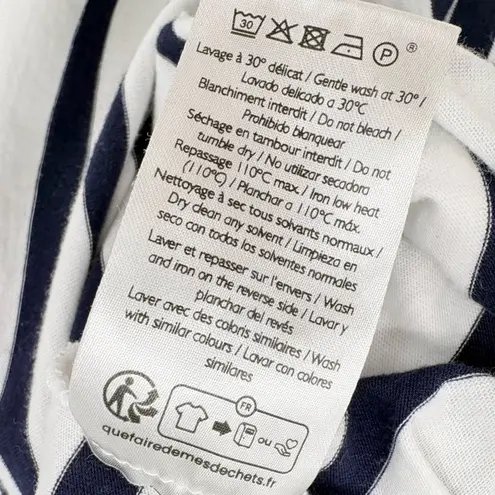 30 P ®
Lavage à 30° délicat / Gentle wash at 30° /
Lavado delicado a 30°C
Blanchiment interdit / Do not bleach /
Prohibido blanquear
Séchage en tambour interdit / Do not
tumble dry / No utilizar secadora
Repassage 110°C max. / Iron low heat
(110°C) / Planchar a 110°C máx.
Nettoyage à sec tous solvants normaux /
Dry clean any solvent / Limpieza en
seco con todos los solventes normales
Laver et repasser sur l'envers / Wash
and iron on the reverse side / Lavar y
planchar del revés
Laver avec des coloris similaires / Wash
with similar colours / Lavar con colores
similares
FR
ou
quefairedemesdechets.fr